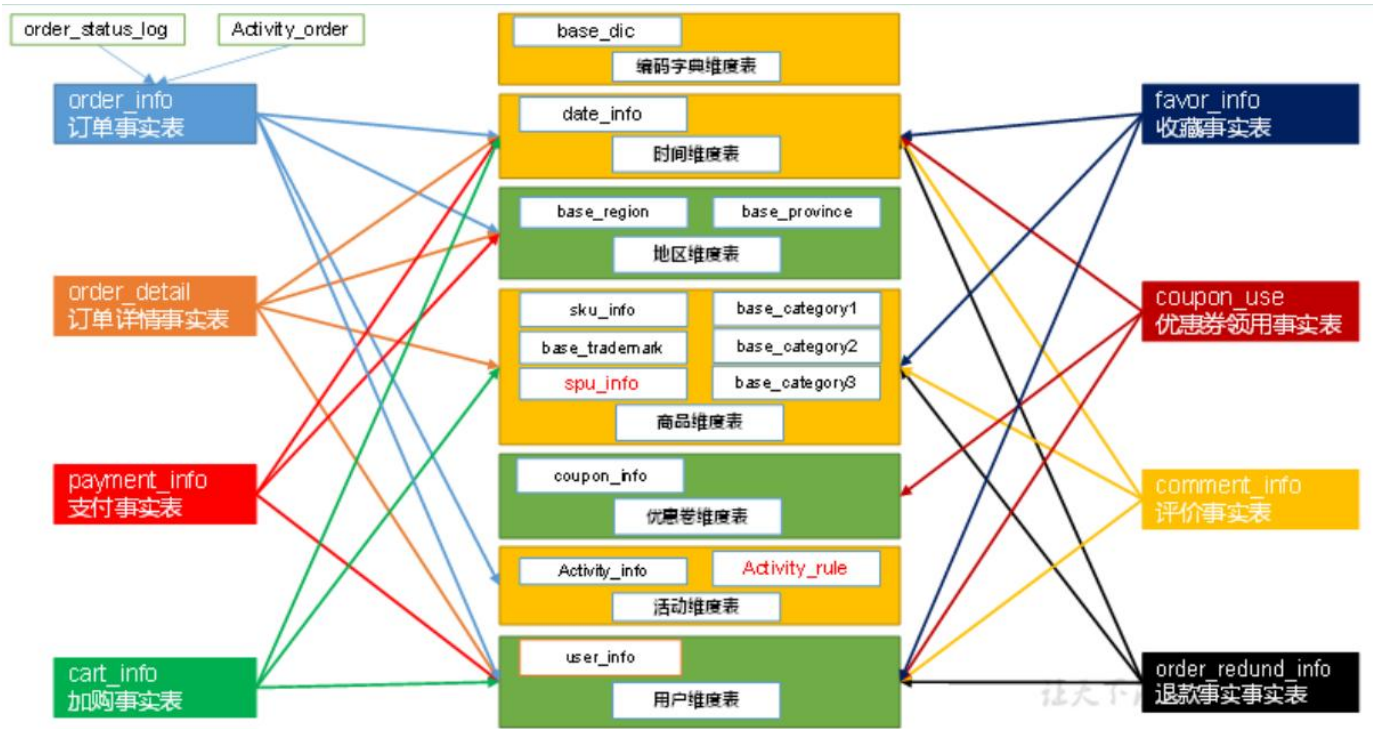 order_status_log
Activity_order
order_info
订单事实表
order_detail
订单详情事实表
payment_info
支付事实表
cart_info
加购事实表
base_dic
编码字典维度表
date_info
时间维度表
base_region
base_province
地区维度表
sku_info
base_category1
base_trademark
base_category2
spu_info
base_category3
商品维度表
coupon_info
优惠卷维度表
Activity_info
Activity_rule
活动维度表
user_info
用户维度表
favor_info
收藏事实表
coupon_use
优惠券领用事实表
comment_info
评价事实表
order_redund_info
退款事实事实表
让天下